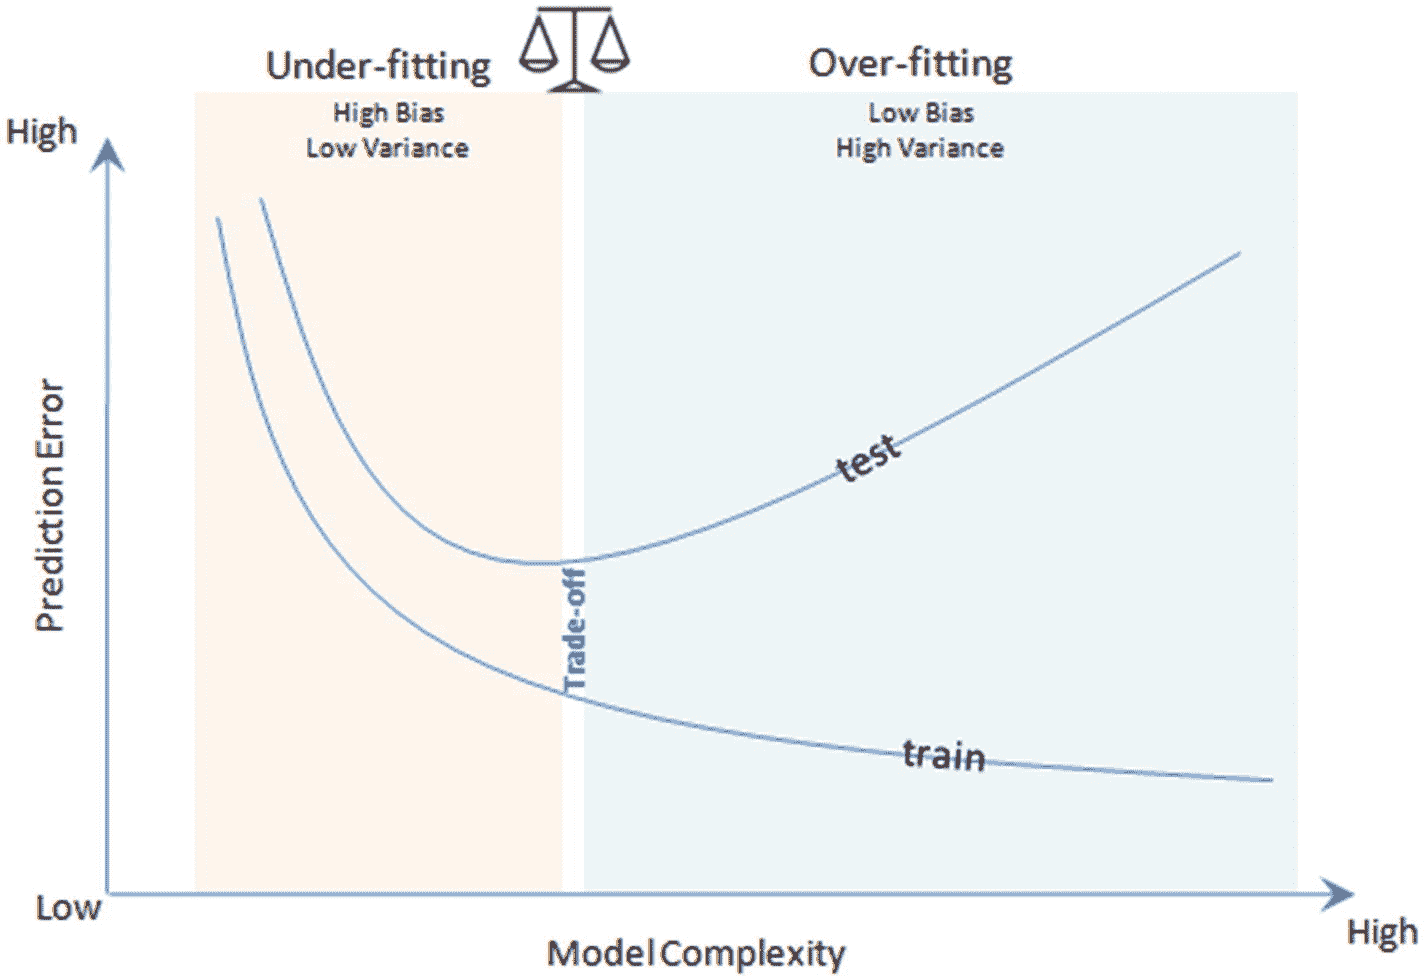 Under-fitting
Over-fitting
High Bias
Low Variance
Low Bias
High Variance
High
Prediction Error
test
Trade-off
train
Low
High
Model Complexity